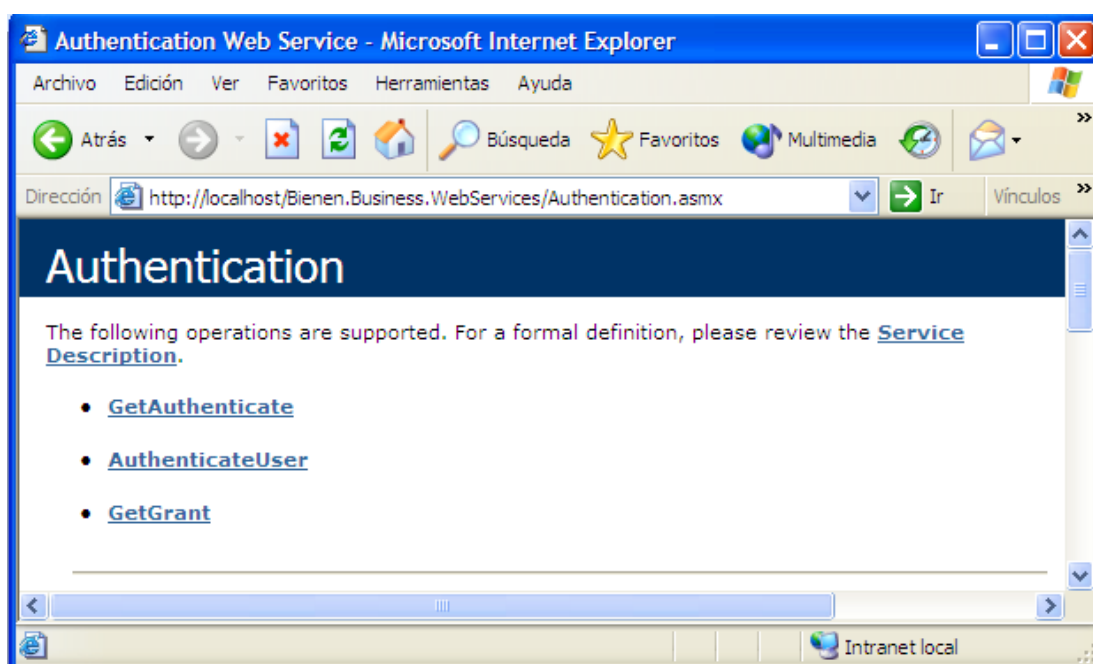 Authentication Web Service - Microsoft Internet Explorer
Archivo Edición Ver Favoritos Herramientas Ayuda
Atrás Búsqueda Favoritos Multimedia »
Dirección http://localhost/Bienen.Business.WebServices/Authentication.asmx Ir Vínculos »
Authentication
The following operations are supported. For a formal definition, please review the Service
Description.
• GetAuthenticate
• AuthenticateUser
• GetGrant
Intranet local